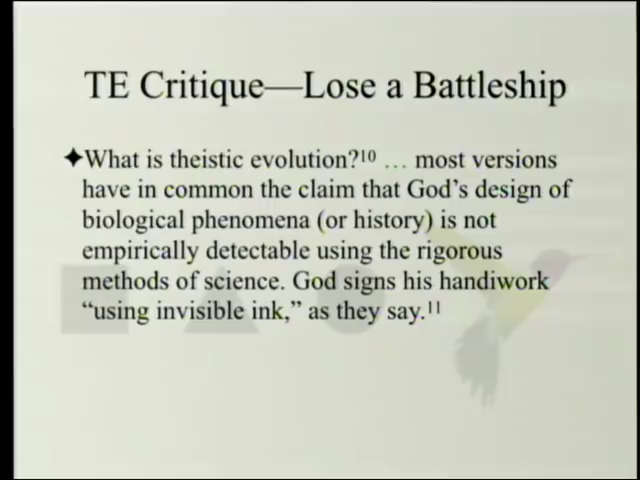 TE Critique—Lose a Battleship
✦What is theistic evolution?¹⁰ … most versions
have in common the claim that God's design of
biological phenomena (or history) is not
empirically detectable using the rigorous
methods of science. God signs his handiwork
“using invisible ink,” as they say.¹¹